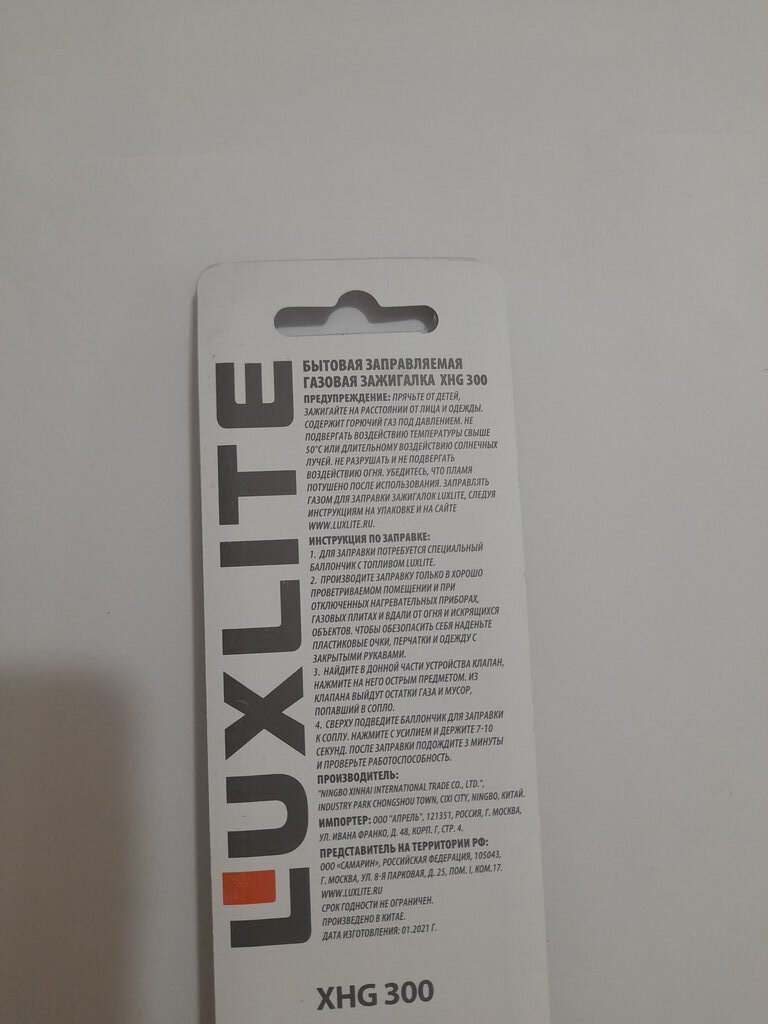 LUXLITE
БЫТОВАЯ ЗАПРАВЛЯЕМАЯ
ГАЗОВАЯ ЗАЖИГАЛКА XHG 300
ПРЕДУПРЕЖДЕНИЕ: ПРЯЧЬТЕ ОТ ДЕТЕЙ,
ЗАЖИГАЙТЕ НА РАССТОЯНИИ ОТ ЛИЦА И ОДЕЖДЫ.
СОДЕРЖИТ ГОРЮЧИЙ ГАЗ ПОД ДАВЛЕНИЕМ. НЕ
ПОДВЕРГАТЬ ВОЗДЕЙСТВИЮ ТЕМПЕРАТУРЫ СВЫШЕ
50°С ИЛИ ДЛИТЕЛЬНОМУ ВОЗДЕЙСТВИЮ СОЛНЕЧНЫХ
ЛУЧЕЙ. НЕ РАЗРУШАТЬ И НЕ ПОДВЕРГАТЬ
ВОЗДЕЙСТВИЮ ОГНЯ. УБЕДИТЕСЬ, ЧТО ПЛАМЯ
ПОТУШЕНО ПОСЛЕ ИСПОЛЬЗОВАНИЯ. ЗАПРАВЛЯТЬ
ГАЗОМ ДЛЯ ЗАПРАВКИ ЗАЖИГАЛОК LUXLITE, СЛЕДУЯ
ИНСТРУКЦИЯМ НА УПАКОВКЕ И НА САЙТЕ
WWW.LUXLITE.RU.
ИНСТРУКЦИЯ ПО ЗАПРАВКЕ:
1. ДЛЯ ЗАПРАВКИ ПОТРЕБУЕТСЯ СПЕЦИАЛЬНЫЙ
БАЛЛОНЧИК С ТОПЛИВОМ LUXLITE.
2. ПРОИЗВОДИТЕ ЗАПРАВКУ ТОЛЬКО В ХОРОШО
ПРОВЕТРИВАЕМОМ ПОМЕЩЕНИИ И ПРИ
ОТКЛЮЧЕННЫХ НАГРЕВАТЕЛЬНЫХ ПРИБОРАХ,
ГАЗОВЫХ ПЛИТАХ И ВДАЛИ ОТ ОГНЯ И ИСКРЯЩИХСЯ
ОБЪЕКТОВ. ЧТОБЫ ОБЕЗОПАСИТЬ СЕБЯ НАДЕНЬТЕ
ПЛАСТИКОВЫЕ ОЧКИ, ПЕРЧАТКИ И ОДЕЖДУ С
ЗАКРЫТЫМИ РУКАВАМИ.
3. НАЙДИТЕ В ДОННОЙ ЧАСТИ УСТРОЙСТВА КЛАПАН,
НАЖМИТЕ НА НЕГО ОСТРЫМ ПРЕДМЕТОМ. ИЗ
КЛАПАНА ВЫЙДУТ ОСТАТКИ ГАЗА И МУСОР,
ПОПАВШИЙ В СОПЛО.
4. СВЕРХУ ПОДВЕДИТЕ БАЛЛОНЧИК ДЛЯ ЗАПРАВКИ
К СОПЛУ. НАЖМИТЕ С УСИЛИЕМ И ДЕРЖИТЕ 7-10
СЕКУНД. ПОСЛЕ ЗАПРАВКИ ПОДОЖДИТЕ 3 МИНУТЫ
И ПРОВЕРЬТЕ РАБОТОСПОСОБНОСТЬ.
ПРОИЗВОДИТЕЛЬ:
"NINGBO XINHAI INTERNATIONAL TRADE CO., LTD.",
INDUSTRY PARK CHONGSHOU TOWN, CIXI CITY, NINGBO, КИТАЙ.
ИМПОРТЕР: ООО "АПРЕЛЬ", 121351, РОССИЯ, Г. МОСКВА,
УЛ. ИВАНА ФРАНКО, Д. 48, КОРП. Г, СТР. 4.
ПРЕДСТАВИТЕЛЬ НА ТЕРРИТОРИИ РФ:
ООО «САМАРИН», РОССИЙСКАЯ ФЕДЕРАЦИЯ, 105043,
Г. МОСКВА, УЛ. 8-Я ПАРКОВАЯ, Д. 25, ПОМ. I, КОМ.17.
WWW.LUXLITE.RU
СРОК ГОДНОСТИ НЕ ОГРАНИЧЕН.
ПРОИЗВЕДЕНО В КИТАЕ.
ДАТА ИЗГОТОВЛЕНИЯ: 01.2021 Г.
XHG 300